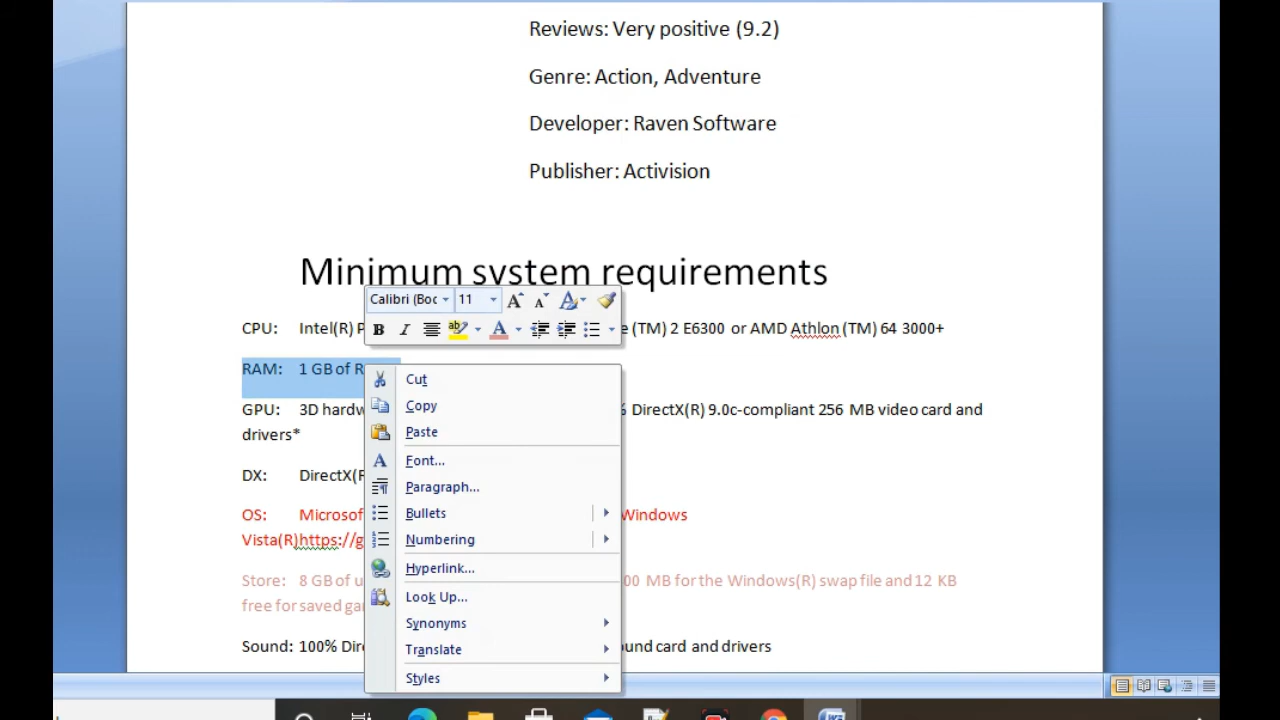 Reviews: Very positive (9.2)
Genre: Action, Adventure
Developer: Raven Software
Publisher: Activision
Minimum system requirements
Calibri (Boc 11
B I
CPU: Intel(R) P (TM) 2 E6300 or AMD Athlon (TM) 64 3000+
RAM: 1 GB of R
Cut
Copy
GPU: 3D hardw DirectX(R) 9.0c-compliant 256 MB video card and
drivers*
Paste
Font...
DX: DirectX(R
Paragraph...
Bullets
OS: Microsof Windows
Vista(R)https://g
Numbering
Hyperlink...
Store: 8 GB of u 00 MB for the Windows(R) swap file and 12 KB
free for saved ga
Look Up...
Synonyms
Sound: 100% Dire und card and drivers
Translate
Styles